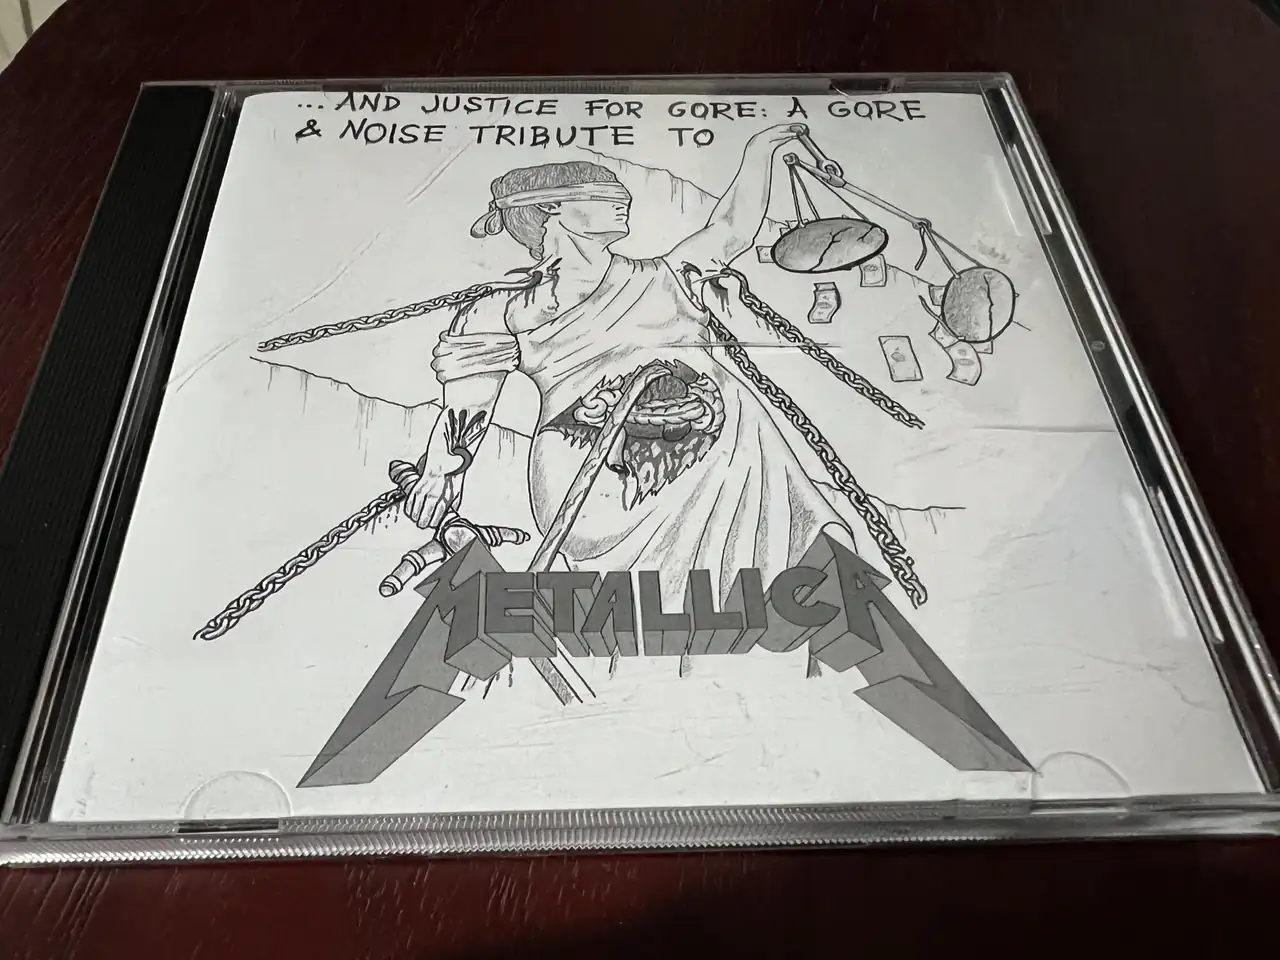 ... AND JUSTICE FOR GORE: A GORE
& NOISE TRIBUTE TO
METALLICA